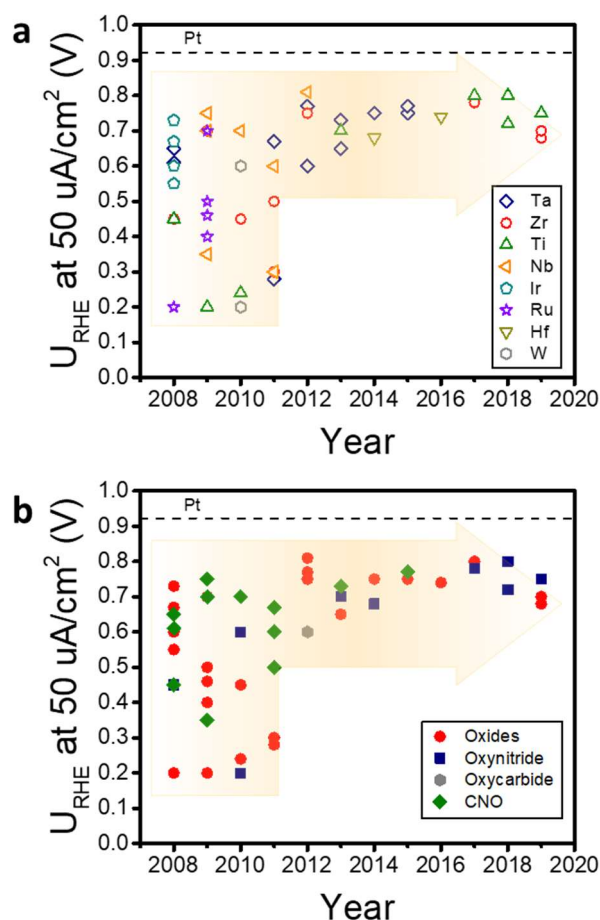 a
Pt
U_RHE at 50 uA/cm² (V)
1.0
0.9
0.8
0.7
0.6
0.5
0.4
0.3
0.2
0.1
0.0
Ta
Zr
Ti
Nb
Ir
Ru
Hf
W
2008 2010 2012 2014 2016 2018 2020
Year
b
Pt
U_RHE at 50 uA/cm² (V)
1.0
0.9
0.8
0.7
0.6
0.5
0.4
0.3
0.2
0.1
0.0
Oxides
Oxynitride
Oxycarbide
CNO
2008 2010 2012 2014 2016 2018 2020
Year